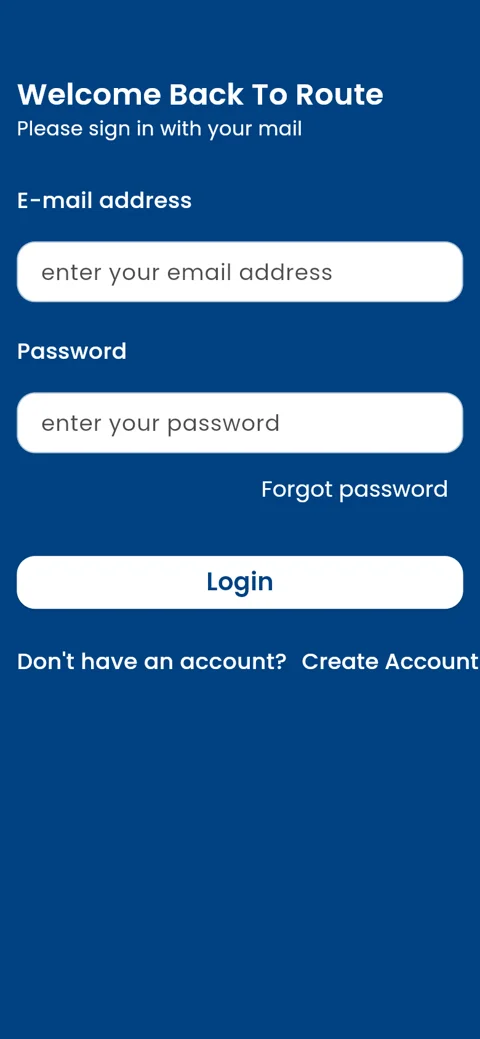 Welcome Back To Route
Please sign in with your mail
E-mail address
enter your email address
Password
enter your password
Forgot password
Login
Don't have an account? Create Account